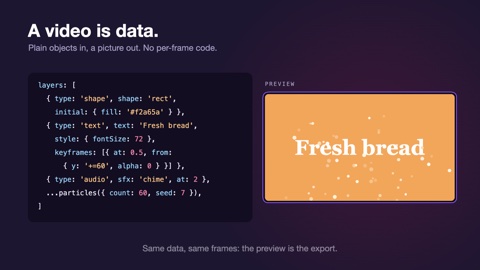 A video is data.
Plain objects in, a picture out. No per-frame code.
layers: [
{ type: 'shape', shape: 'rect',
initial: { fill: '#f2a65a' } },
{ type: 'text', text: 'Fresh bread',
style: { fontSize: 72 },
keyframes: [{ at: 0.5, from:
{ y: '+=60', alpha: 0 } }] },
{ type: 'audio', sfx: 'chime', at: 2 },
...particles({ count: 60, seed: 7 }),
]
PREVIEW
Fresh bread
Same data, same frames: the preview is the export.